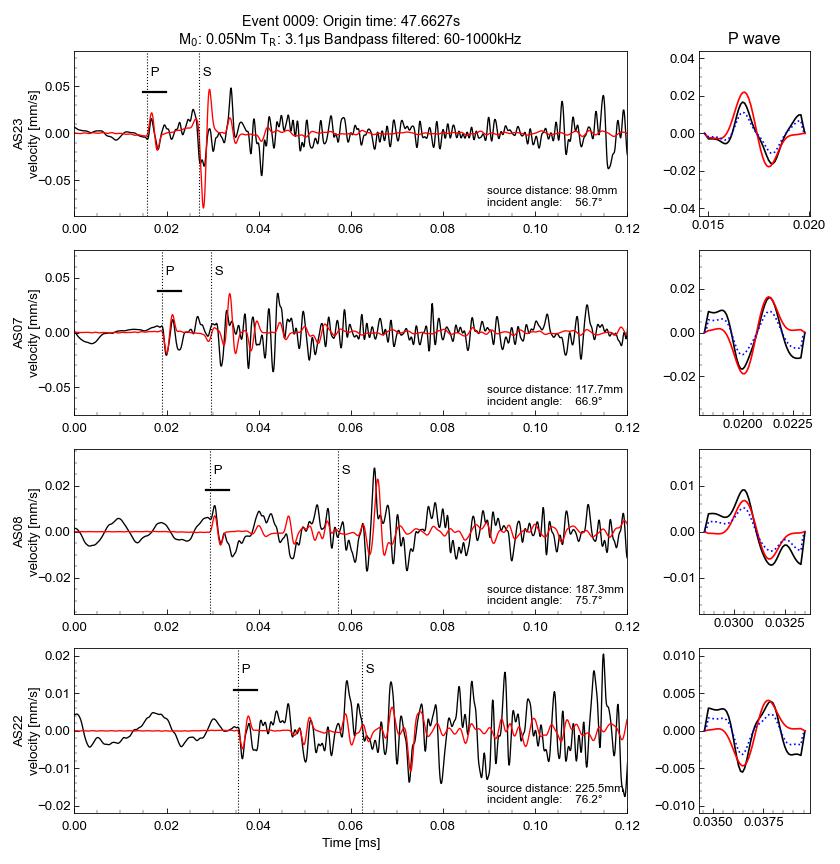 Event 0009: Origin time: 47.6627s
M0: 0.05Nm TR: 3.1μs Bandpass filtered: 60-1000kHz
P wave
AS23
velocity [mm/s]
0.05
0.00
−0.05
P
S
source distance: 98.0mm
incident angle: 56.7°
0.00 0.02 0.04 0.06 0.08 0.10 0.12
0.04
0.02
0.00
−0.02
−0.04
0.015 0.020
AS07
velocity [mm/s]
0.05
0.00
−0.05
P
S
source distance: 117.7mm
incident angle: 66.9°
0.00 0.02 0.04 0.06 0.08 0.10 0.12
0.02
0.00
−0.02
0.0200 0.0225
AS08
velocity [mm/s]
0.02
0.00
−0.02
P
S
source distance: 187.3mm
incident angle: 75.7°
0.00 0.02 0.04 0.06 0.08 0.10 0.12
0.01
0.00
−0.01
0.0300 0.0325
AS22
velocity [mm/s]
0.02
0.01
0.00
−0.01
−0.02
P
S
source distance: 225.5mm
incident angle: 76.2°
0.00 0.02 0.04 0.06 0.08 0.10 0.12
Time [ms]
0.010
0.005
0.000
−0.005
−0.010
0.0350 0.0375